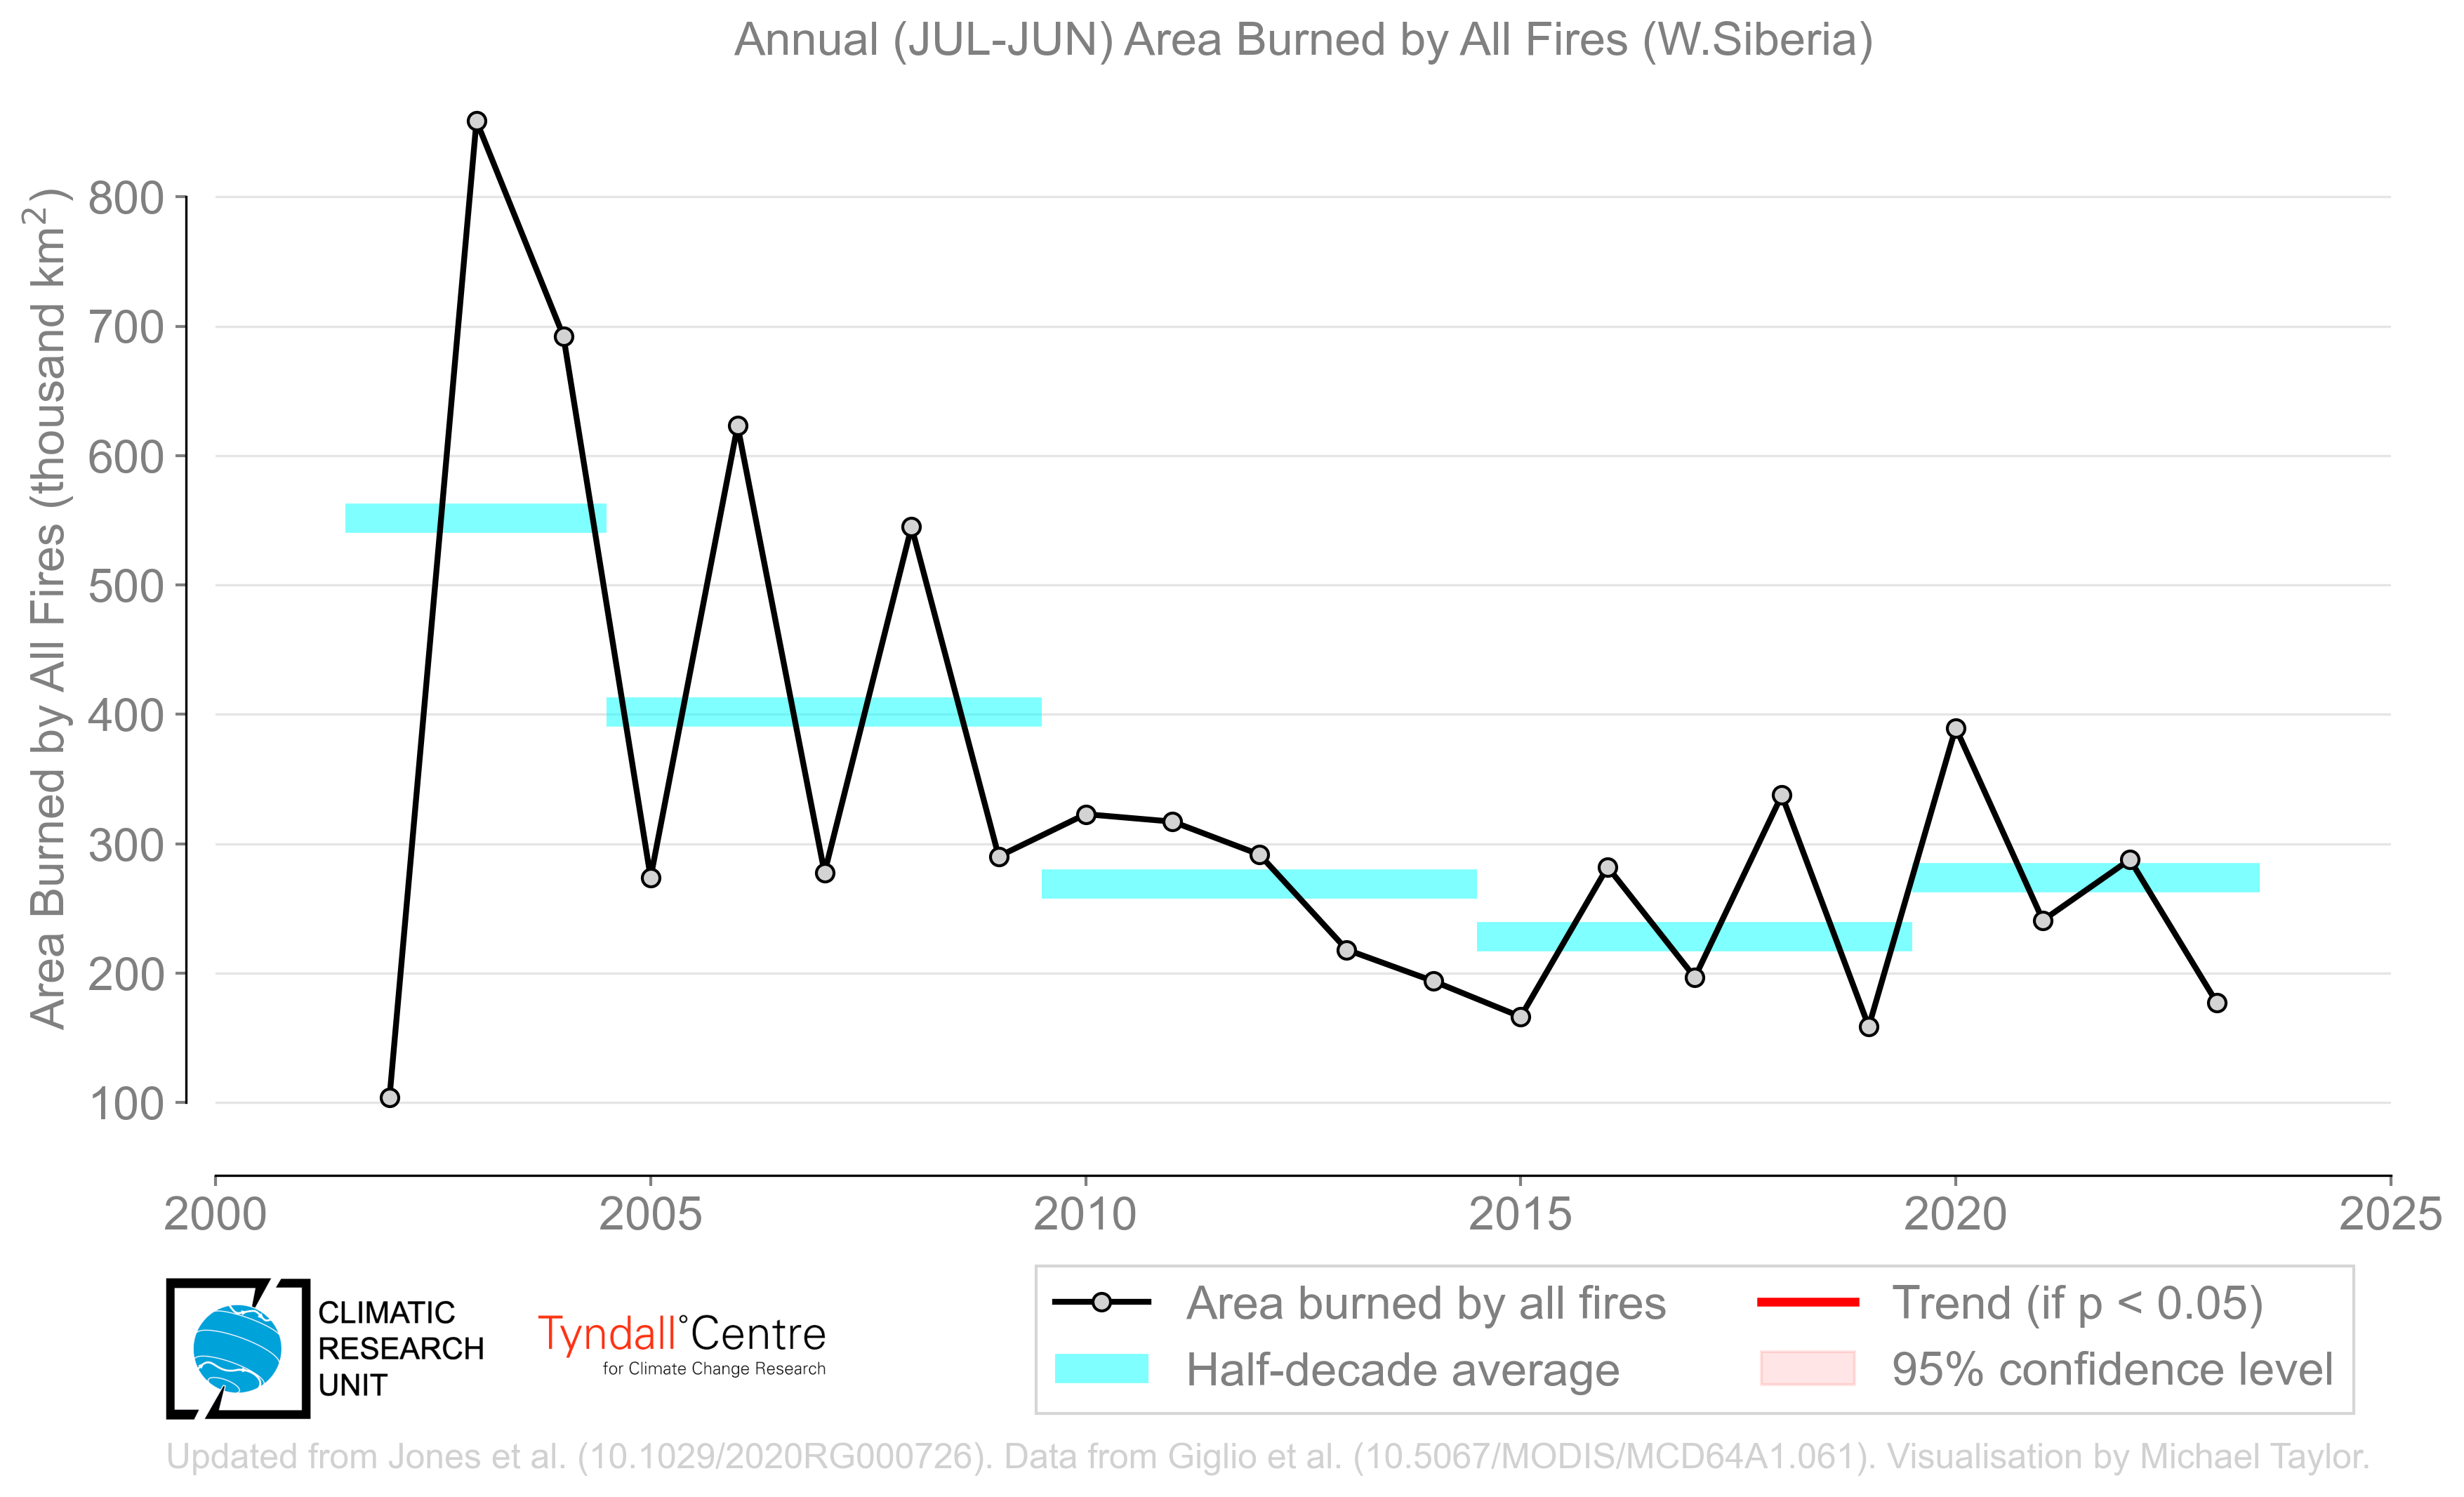 Annual (JUL-JUN) Area Burned by All Fires (W.Siberia)
Area Burned by All Fires (thousand km²)
800
700
600
500
400
300
200
100
2000 2005 2010 2015 2020 2025
CLIMATIC
RESEARCH
UNIT
Tyndall°Centre
for Climate Change Research
Area burned by all fires
Half-decade average
Trend (if p < 0.05)
95% confidence level
Updated from Jones et al. (10.1029/2020RG000726). Data from Giglio et al. (10.5067/MODIS/MCD64A1.061). Visualisation by Michael Taylor.